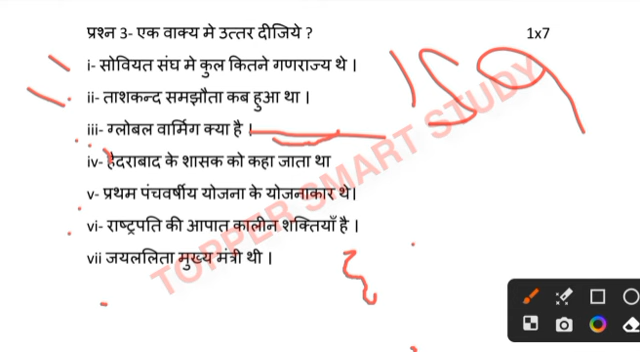 प्रश्न 3- एक वाक्य मे उत्तर दीजिये ? 1x7
i- सोवियत संघ मे कुल कितने गणराज्य थे ।
ii- ताशकन्द समझौता कब हुआ था ।
iii- ग्लोबल वार्मिग क्या है ।
iv- हैदराबाद के शासक को कहा जाता था
v- प्रथम पंचवर्षीय योजना के योजनाकार थे।
vi- राष्ट्रपति की आपात कालीन शक्तियाँ है ।
vii जयललिता मुख्य मंत्री थी ।
TOPPER SMART STUDY